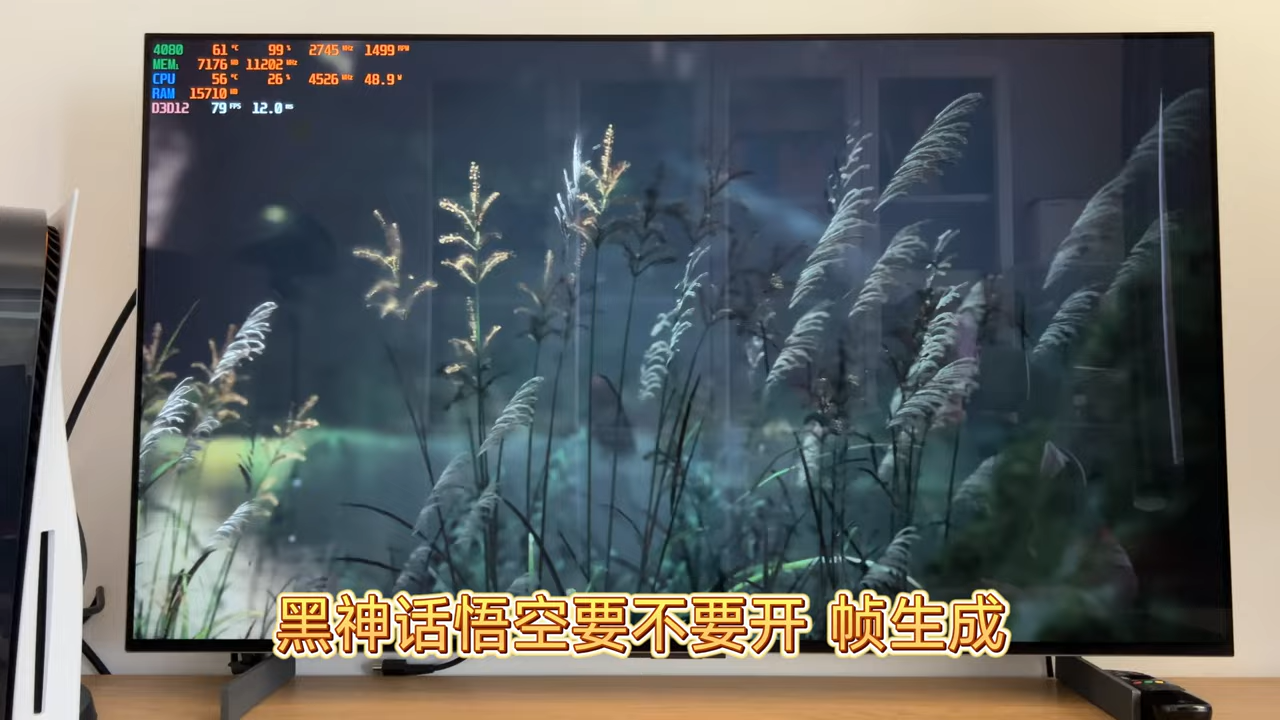 4080 61 °C 99 % 2745 MHz 1499 RPM
MEM1 7176 MB 11202 MHz
CPU 56 °C 26 % 4526 MHz 48.9 W
RAM 15710 MB
D3D12 79 FPS 12.0 ms
黑神话悟空要不要开 帧生成